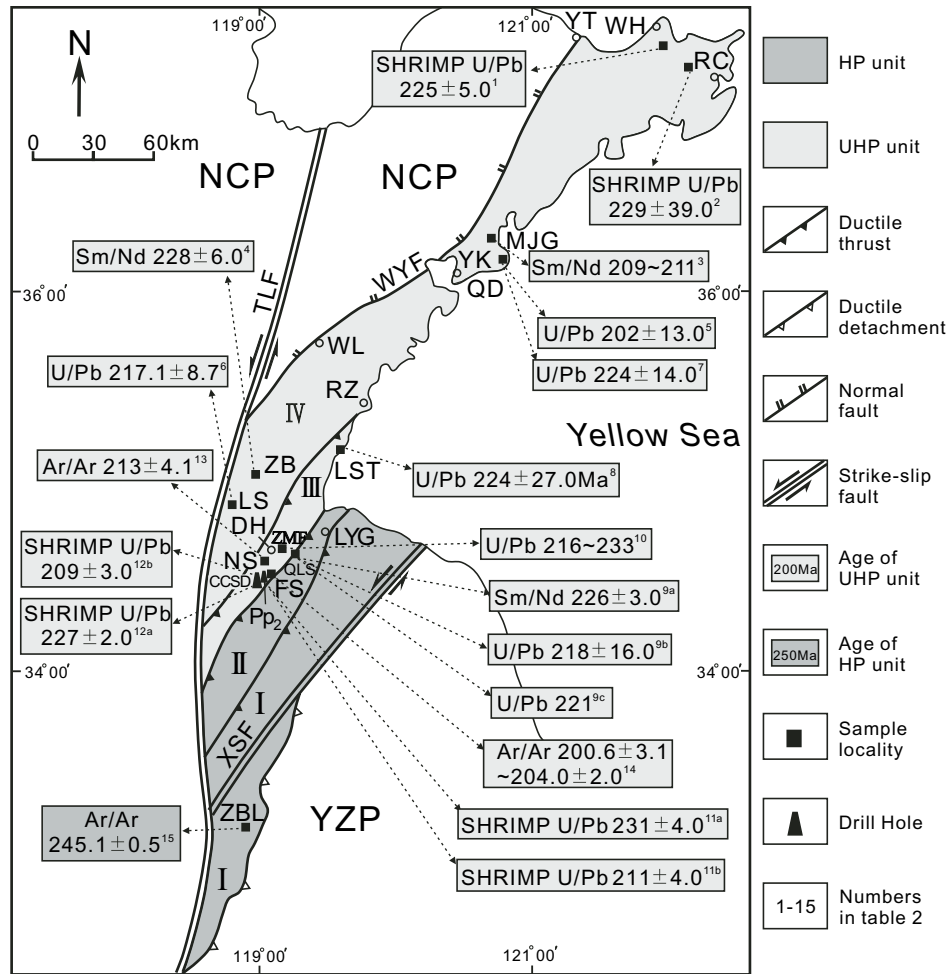 119°00′
121°00′
YT
WH
RC
N
SHRIMP U/Pb
225±5.0¹
0 30 60km
NCP
NCP
SHRIMP U/Pb
229±39.0²
MJG
Sm/Nd 228±6.0⁴
TLF
WYF
YK
QD
Sm/Nd 209~211³
36°00′
U/Pb 202±13.0⁵
WL
U/Pb 217.1±8.7⁶
U/Pb 224±14.0⁷
RZ
IV
Yellow Sea
Ar/Ar 213±4.1¹³
ZB
LST
III
U/Pb 224±27.0Ma⁸
LS
DH
ZMF
LYG
SHRIMP U/Pb
209±3.0¹²ᵇ
NS
QLS
U/Pb 216~233¹⁰
CCSD
FS
Sm/Nd 226±3.0⁹ᵃ
SHRIMP U/Pb
227±2.0¹²ᵃ
Pp₂
U/Pb 218±16.0⁹ᵇ
34°00′
II
I
U/Pb 221⁹ᶜ
XSF
Ar/Ar 200.6±3.1
~204.0±2.0¹⁴
ZBL
YZP
Ar/Ar
245.1±0.5¹⁵
SHRIMP U/Pb 231±4.0¹¹ᵃ
I
SHRIMP U/Pb 211±4.0¹¹ᵇ
119°00′
121°00′
HP unit
UHP unit
Ductile
thrust
Ductile
detachment
Normal
fault
Strike-slip
fault
200Ma
Age of
UHP unit
250Ma
Age of
HP unit
Sample
locality
Drill Hole
1-15
Numbers
in table 2